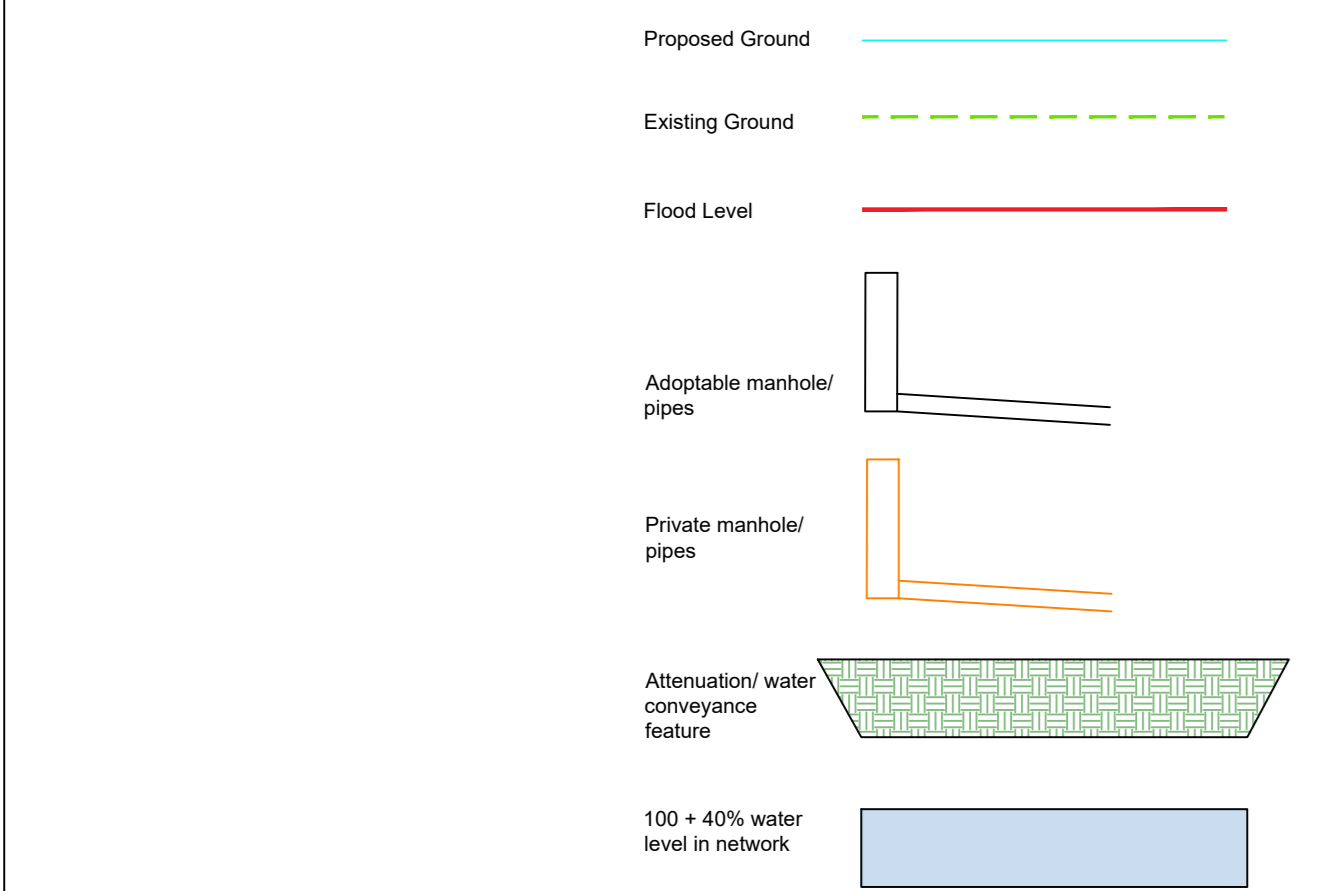 Proposed Ground
Existing Ground
Flood Level
Adoptable manhole/
pipes
Private manhole/
pipes
Attenuation/ water
conveyance
feature
100 + 40% water
level in network